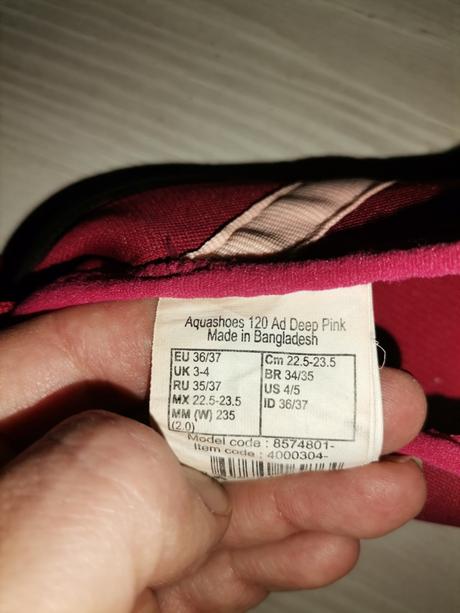 Aquashoes 120 Ad Deep Pink
Made in Bangladesh
EU 36/37
UK 3-4
RU 35/37
MX 22.5-23.5
MM (W) 235
(2.0)
Cm 22.5-23.5
BR 34/35
US 4/5
ID 36/37
Model code : 8574801-
Item code : 4000304-